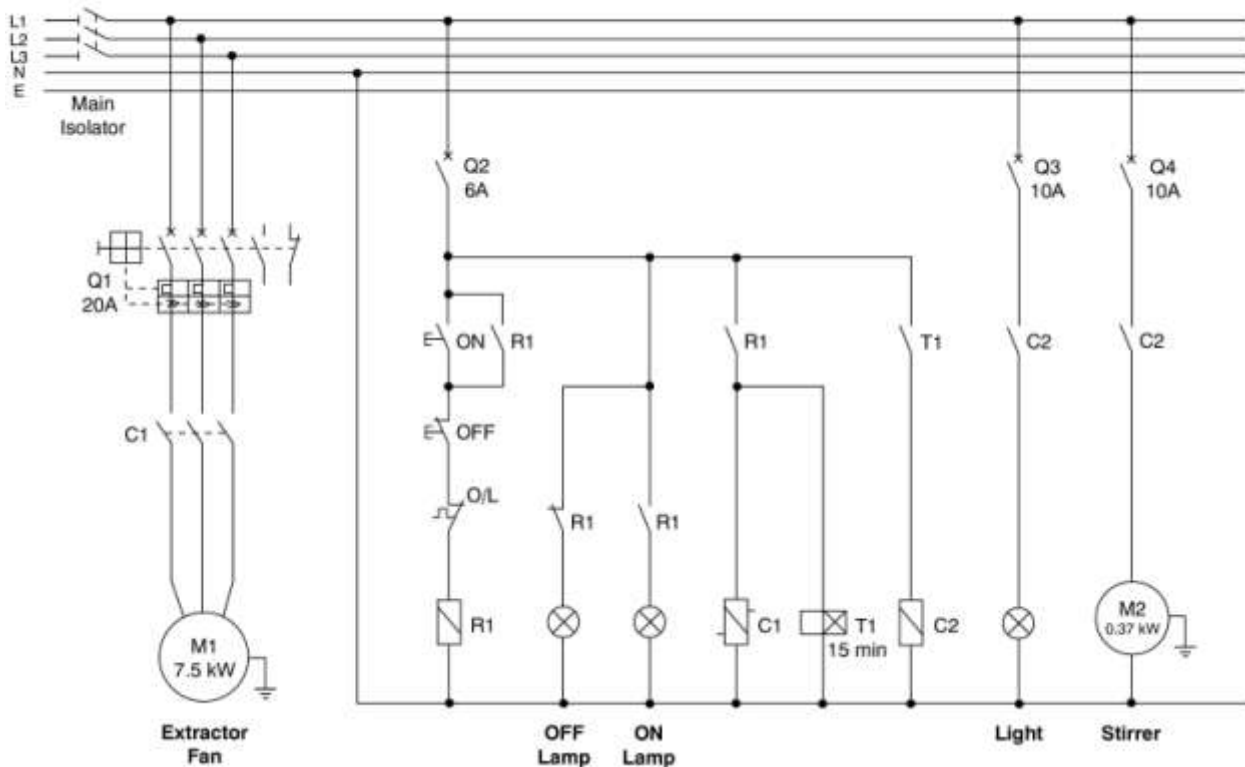 L1
L2
L3
N
E
Main
Isolator
Q2
6A
Q3
10A
Q4
10A
Q1
20A
ON
R1
R1
T1
C2
C2
C1
OFF
O/L
R1
R1
R1
C1
T1
15 min
C2
M2
0.37 kW
M1
7.5 kW
Extractor
Fan
OFF
Lamp
ON
Lamp
Light
Stirrer